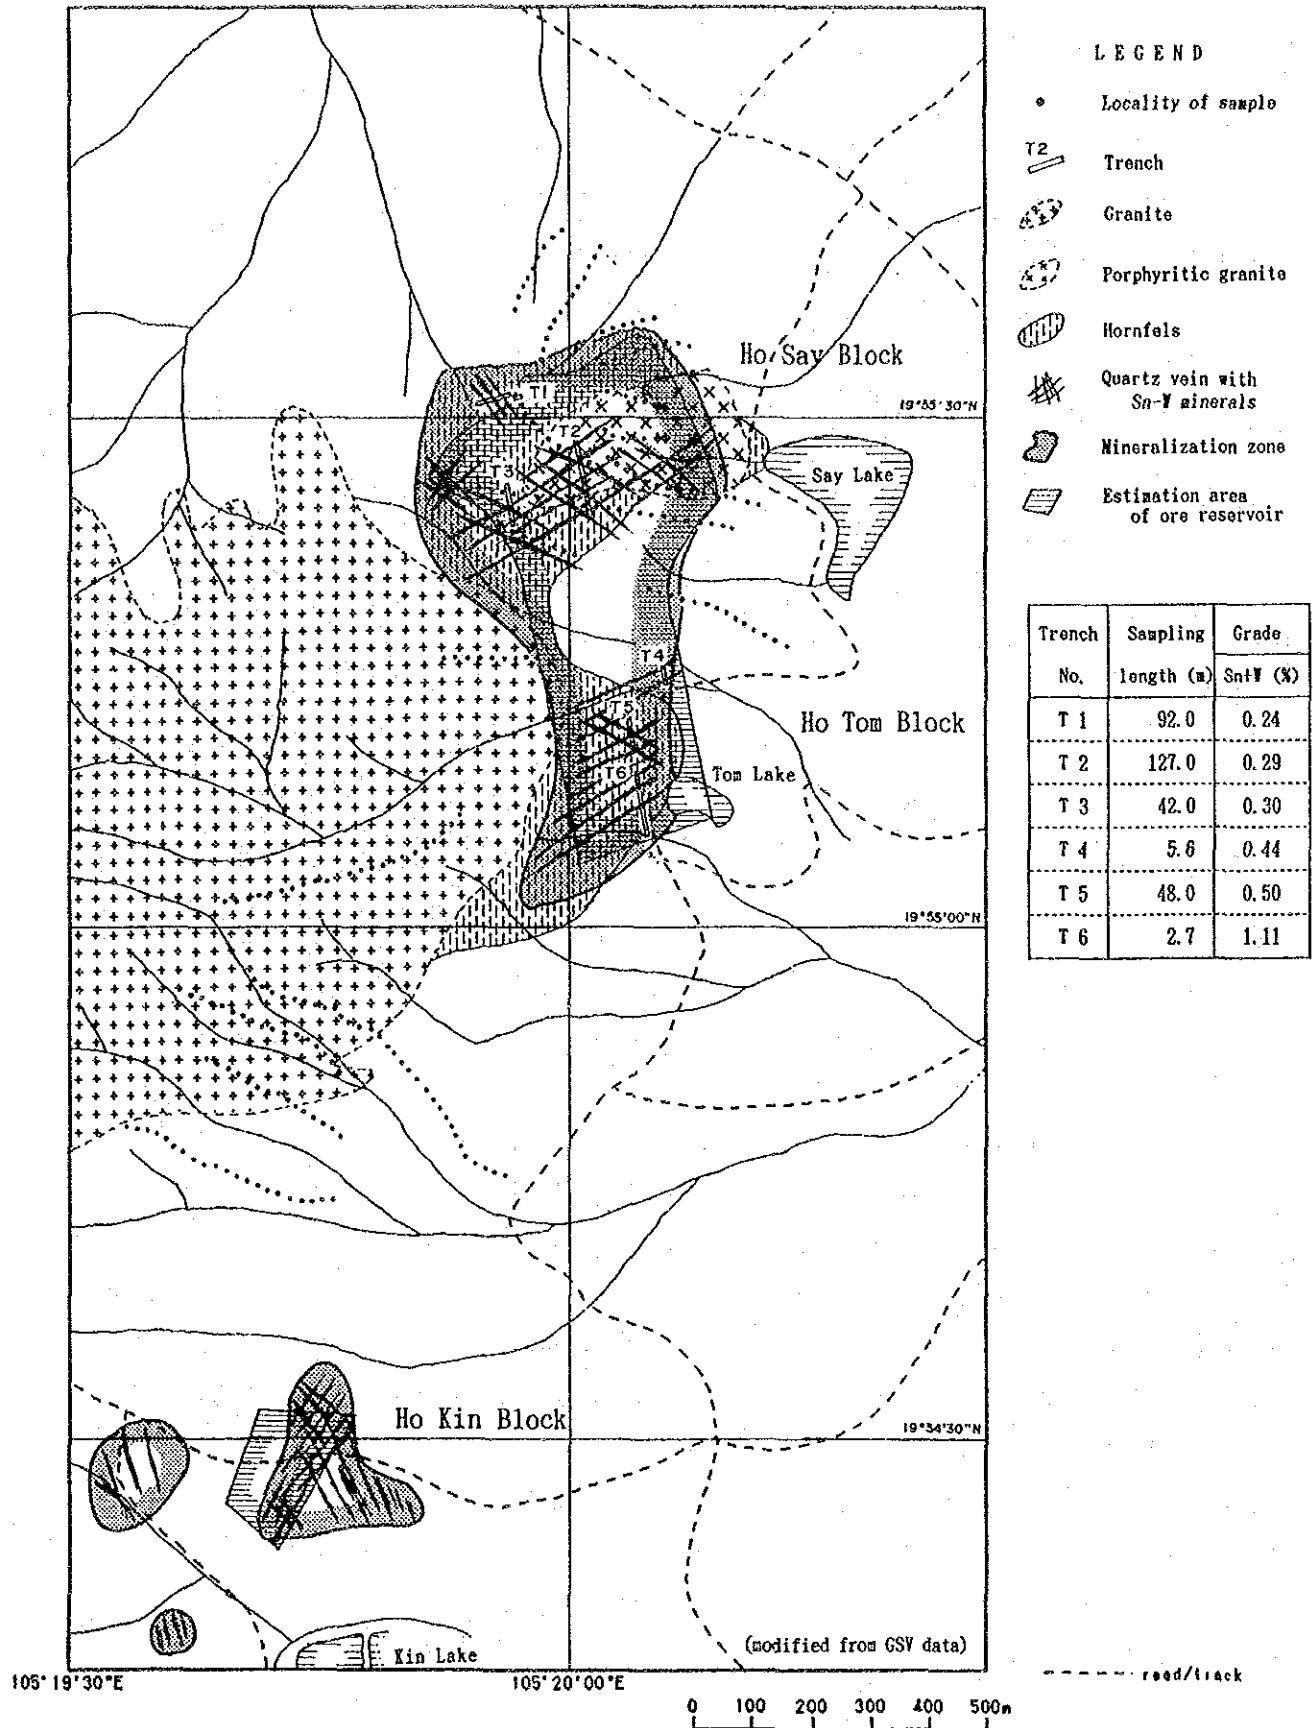 LEGEND
Locality of sample
T2
Trench
Granite
Porphyritic granite
Hornfels
Quartz vein with
Sn-W minerals
Mineralization zone
Estimation area
of ore reservoir
Ho Say Block
19°55'30"N
T1
T2
T3
Say Lake
T4
T5
Ho Tom Block
T6
Tom Lake
19°55'00"N
Trench Sampling Grade
No. length (m) Sn+W (%)
T 1 92.0 0.24
T 2 127.0 0.29
T 3 42.0 0.30
T 4 5.6 0.44
T 5 48.0 0.50
T 6 2.7 1.11
Ho Kin Block
19°54'30"N
Kin Lake
(modified from GSV data)
105°19'30"E
105°20'00"E
road/track
0 100 200 300 400 500m